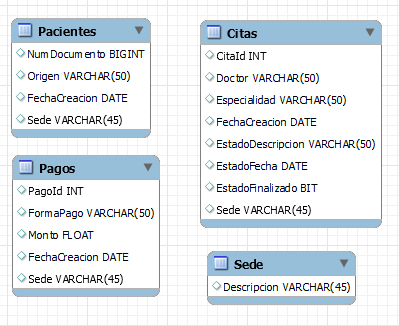 Pacientes
NumDocumento BIGINT
Origen VARCHAR(50)
FechaCreacion DATE
Sede VARCHAR(45)
Pagos
PagoId INT
FormaPago VARCHAR(50)
Monto FLOAT
FechaCreacion DATE
Sede VARCHAR(45)
Citas
CitaId INT
Doctor VARCHAR(50)
Especialidad VARCHAR(50)
FechaCreacion DATE
EstadoDescripcion VARCHAR(50)
EstadoFecha DATE
EstadoFinalizado BIT
Sede VARCHAR(45)
Sede
Descripcion VARCHAR(45)